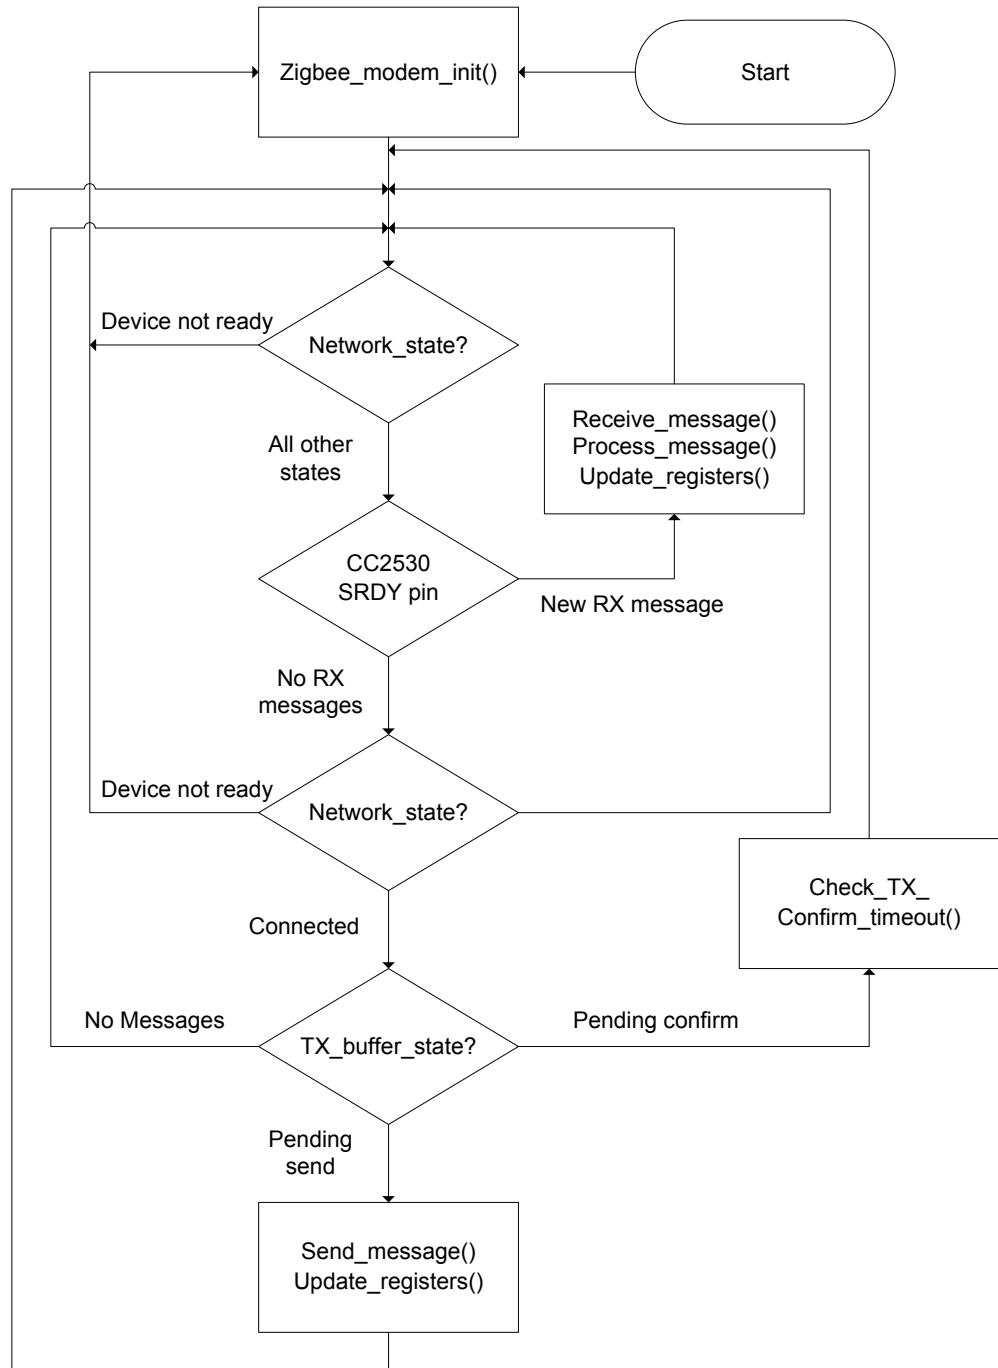 Zigbee_modem_init()
Start
Device not ready
Network_state?
Receive_message()
Process_message()
Update_registers()
All other
states
CC2530
SRDY pin
New RX message
No RX
messages
Device not ready
Network_state?
Check_TX_
Confirm_timeout()
Connected
No Messages
TX_buffer_state?
Pending confirm
Pending
send
Send_message()
Update_registers()